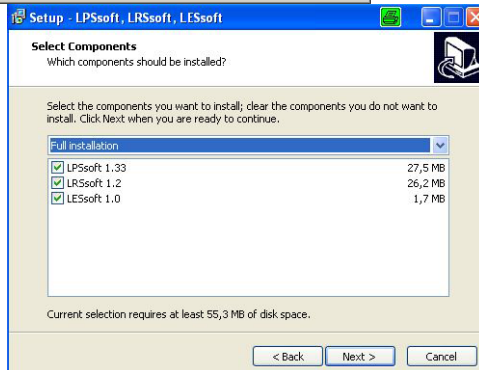 Setup - LPSsoft, LRSsoft, LESsoft
Select Components
Which components should be installed?
Select the components you want to install; clear the components you do not want to
install. Click Next when you are ready to continue.
Full installation
LPSsoft 1.33 27,5 MB
LRSsoft 1.2 26,2 MB
LESsoft 1.0 1,7 MB
Current selection requires at least 55,3 MB of disk space.
< Back Next > Cancel